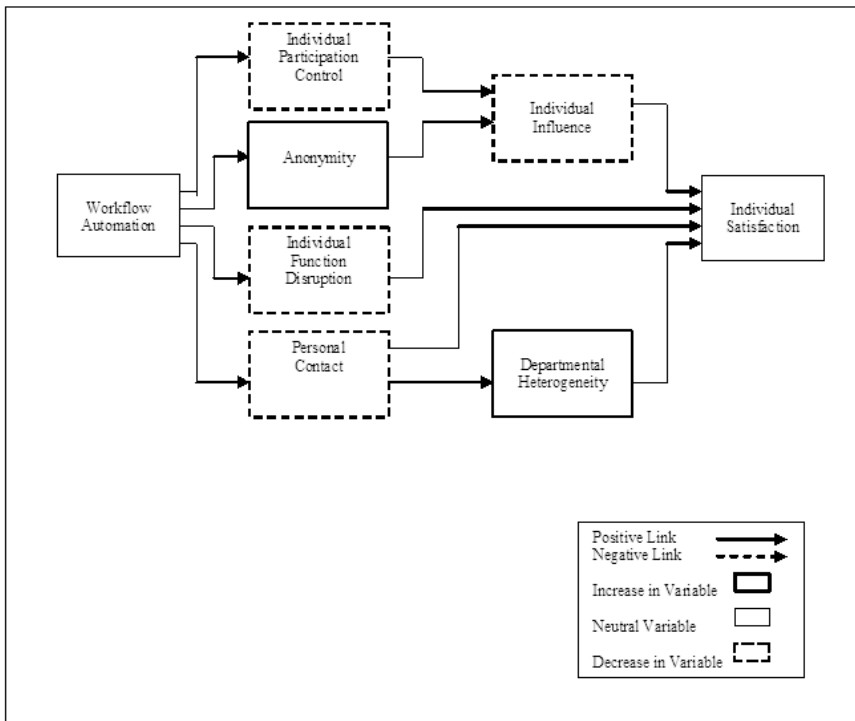 Individual
Participation
Control
Individual
Influence
Anonymity
Workflow
Automation
Individual
Satisfaction
Individual
Function
Disruption
Personal
Contact
Departmental
Heterogeneity
Positive Link
Negative Link
Increase in Variable
Neutral Variable
Decrease in Variable